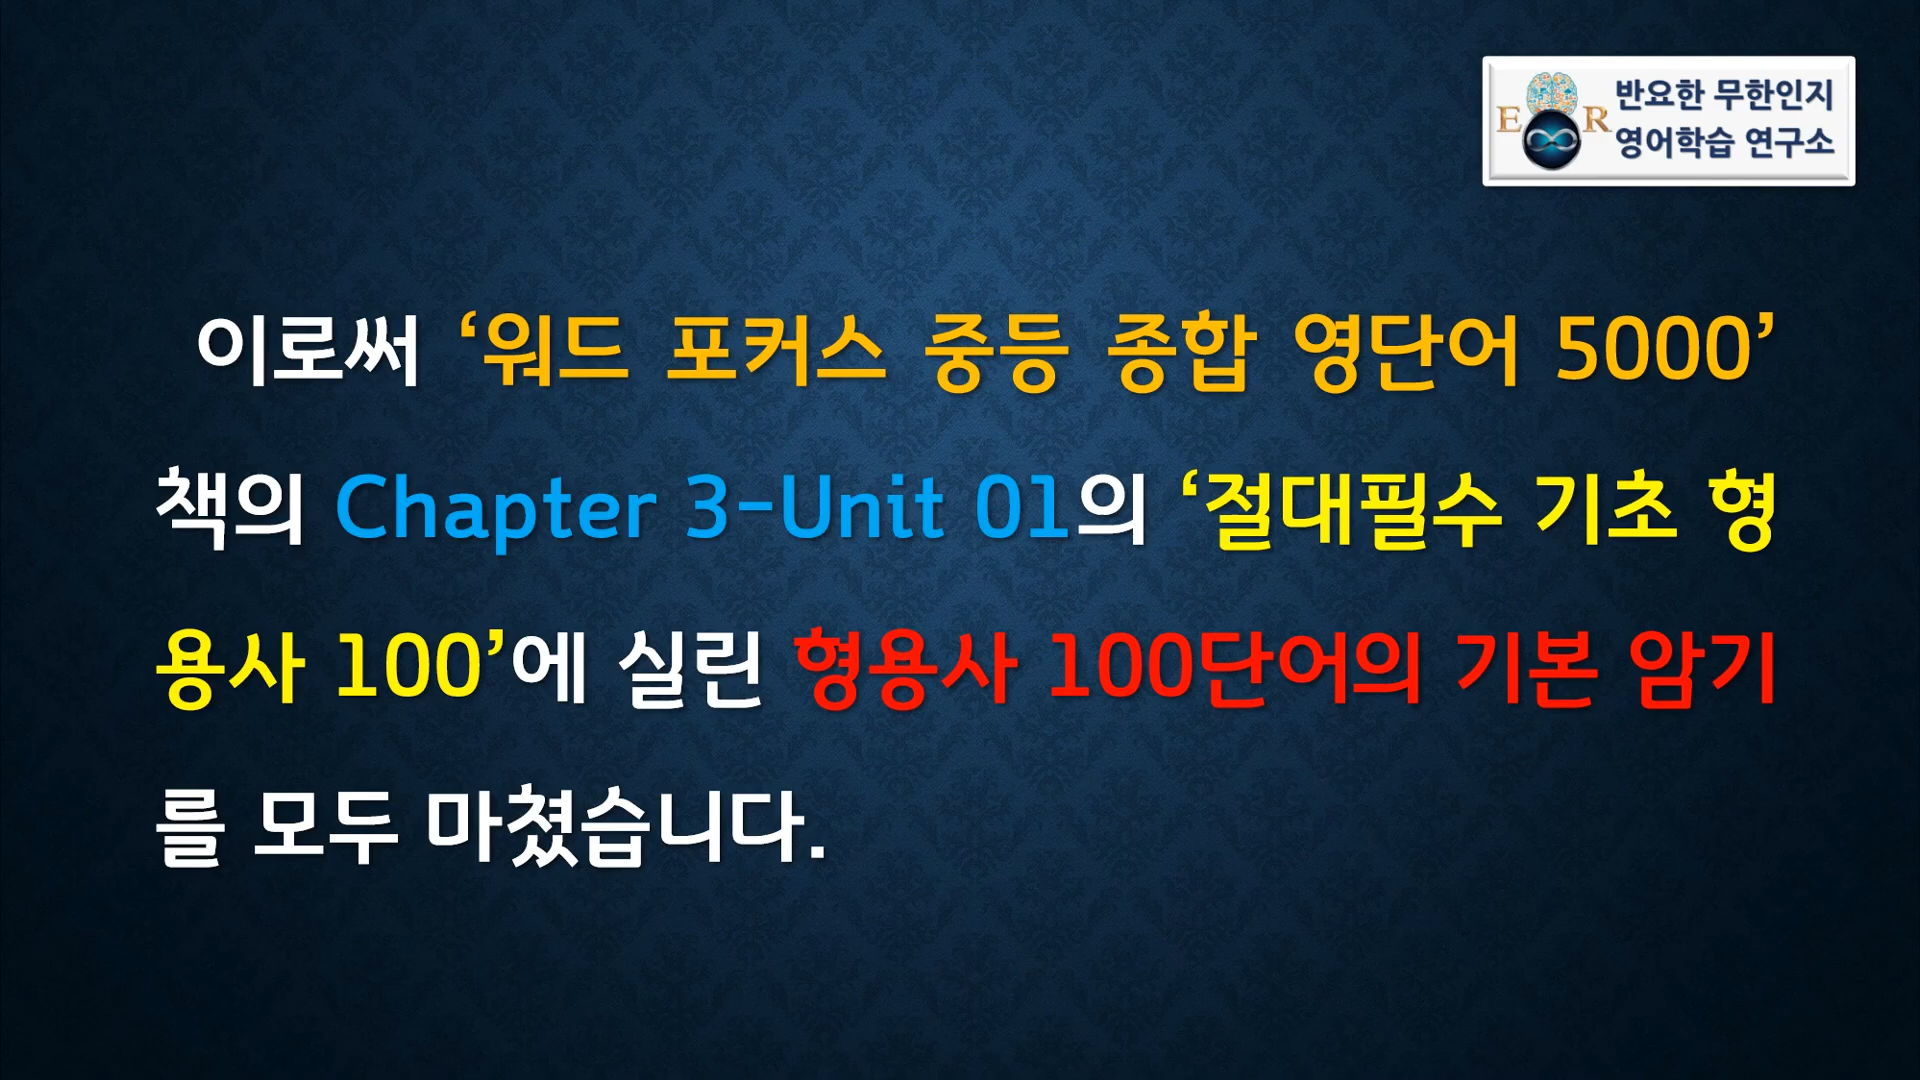 E R 반요한 무한인지
영어학습 연구소
이로써 ‘워드 포커스 중등 종합 영단어 5000’
책의 Chapter 3-Unit 01의 ‘절대필수 기초 형
용사 100’에 실린 형용사 100단어의 기본 암기
를 모두 마쳤습니다.